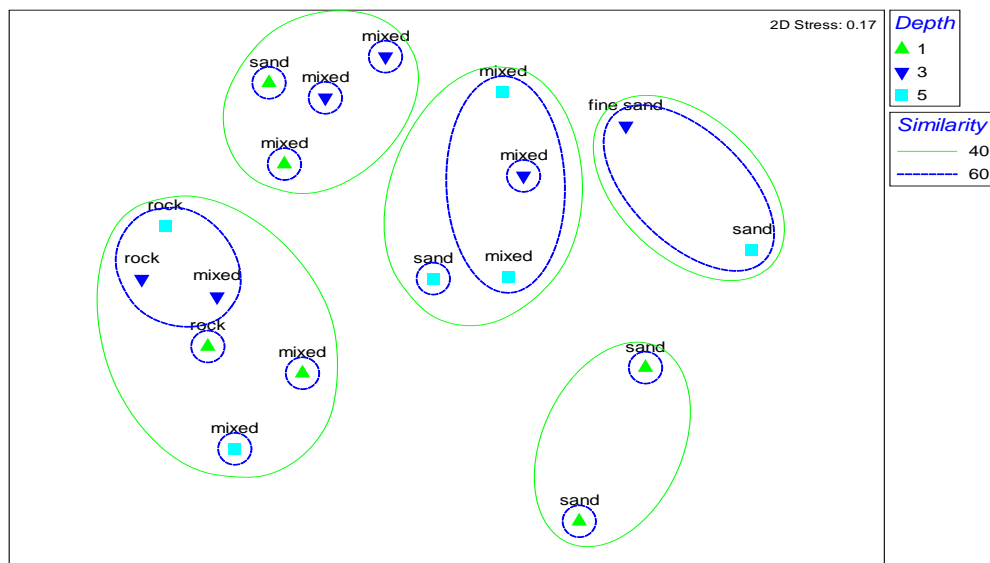 2D Stress: 0.17
Depth
1
3
5
Similarity
40
60
mixed
sand
mixed
mixed
mixed
fine sand
mixed
rock
sand
rock
mixed
sand
mixed
rock
mixed
sand
mixed
sand